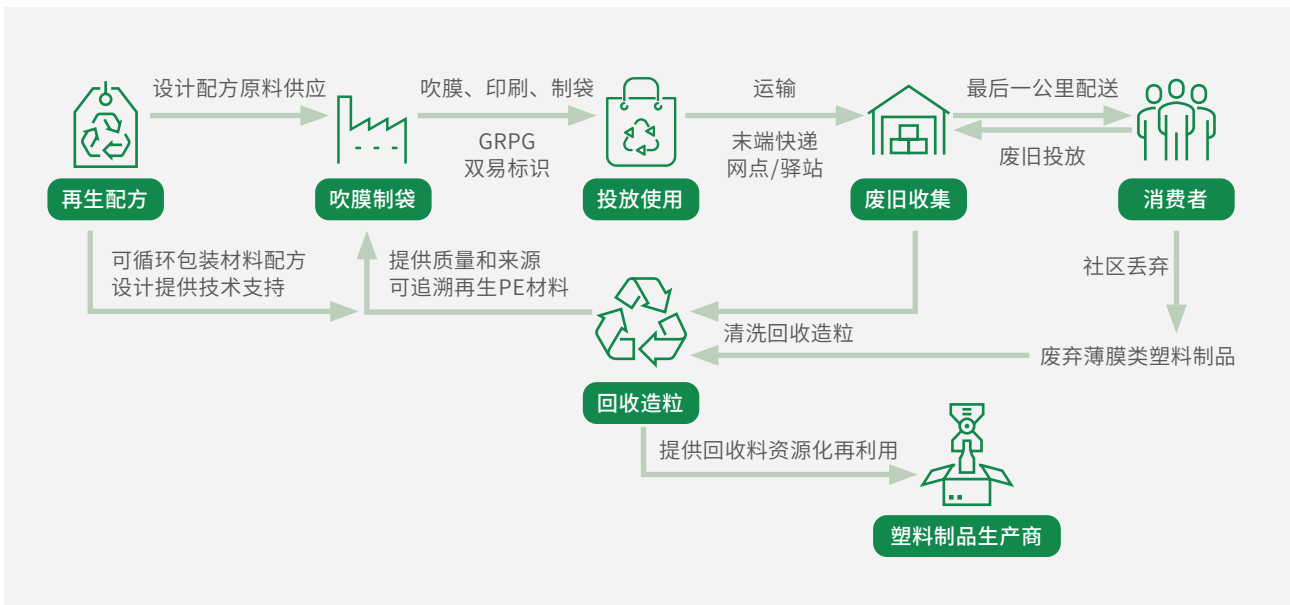 设计配方原料供应
吹膜、印刷、制袋
运输
最后一公里配送
GRPG
双易标识
末端快递
网点/驿站
废旧投放
再生配方
吹膜制袋
投放使用
废旧收集
消费者
可循环包装材料配方
设计提供技术支持
提供质量和来源
可追溯再生PE材料
社区丢弃
清洗回收造粒
废弃薄膜类塑料制品
回收造粒
提供回收料资源化再利用
塑料制品生产商